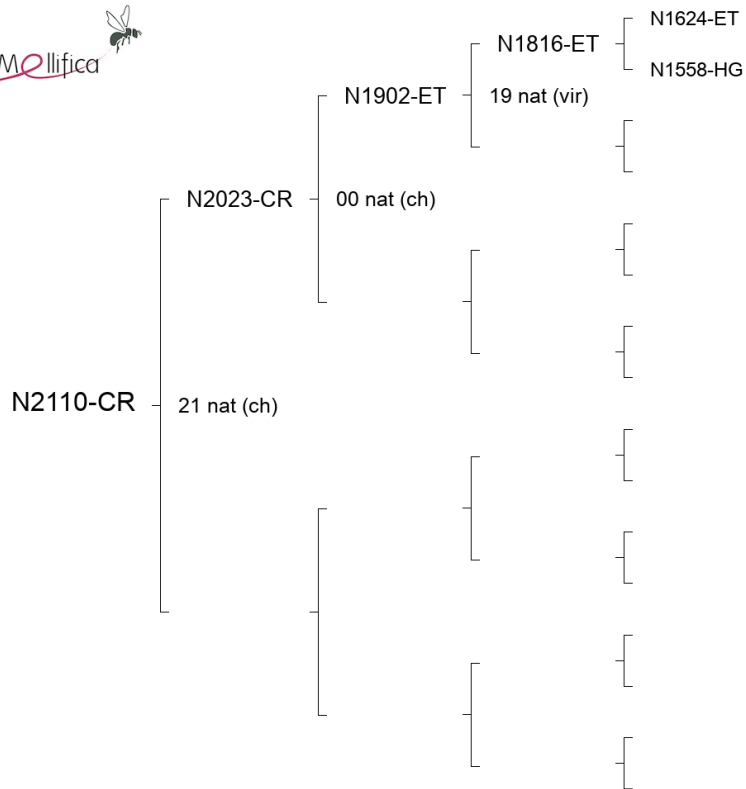 Mellifica
N1624-ET
N1816-ET
N1558-HG
N1902-ET
19 nat (vir)
N2023-CR
00 nat (ch)
N2110-CR
21 nat (ch)